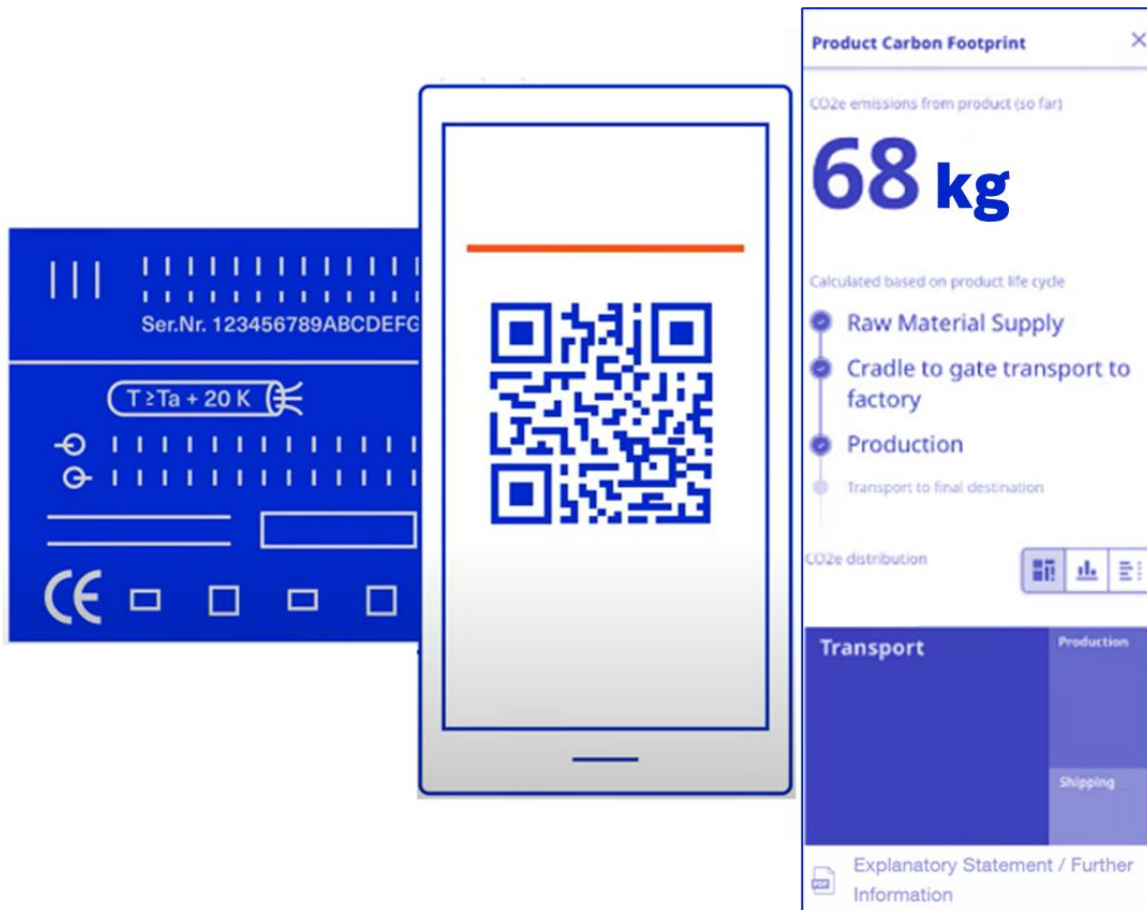 Ser.Nr. 123456789ABCDEFG
T ≥Ta + 20 K
CE
Product Carbon Footprint
CO2e emissions from product (so far)
68 kg
Calculated based on product life cycle
Raw Material Supply
Cradle to gate transport to
factory
Production
Transport to final destination
CO2e distribution
Transport
Production
Shipping
PDF
Explanatory Statement / Further
Information